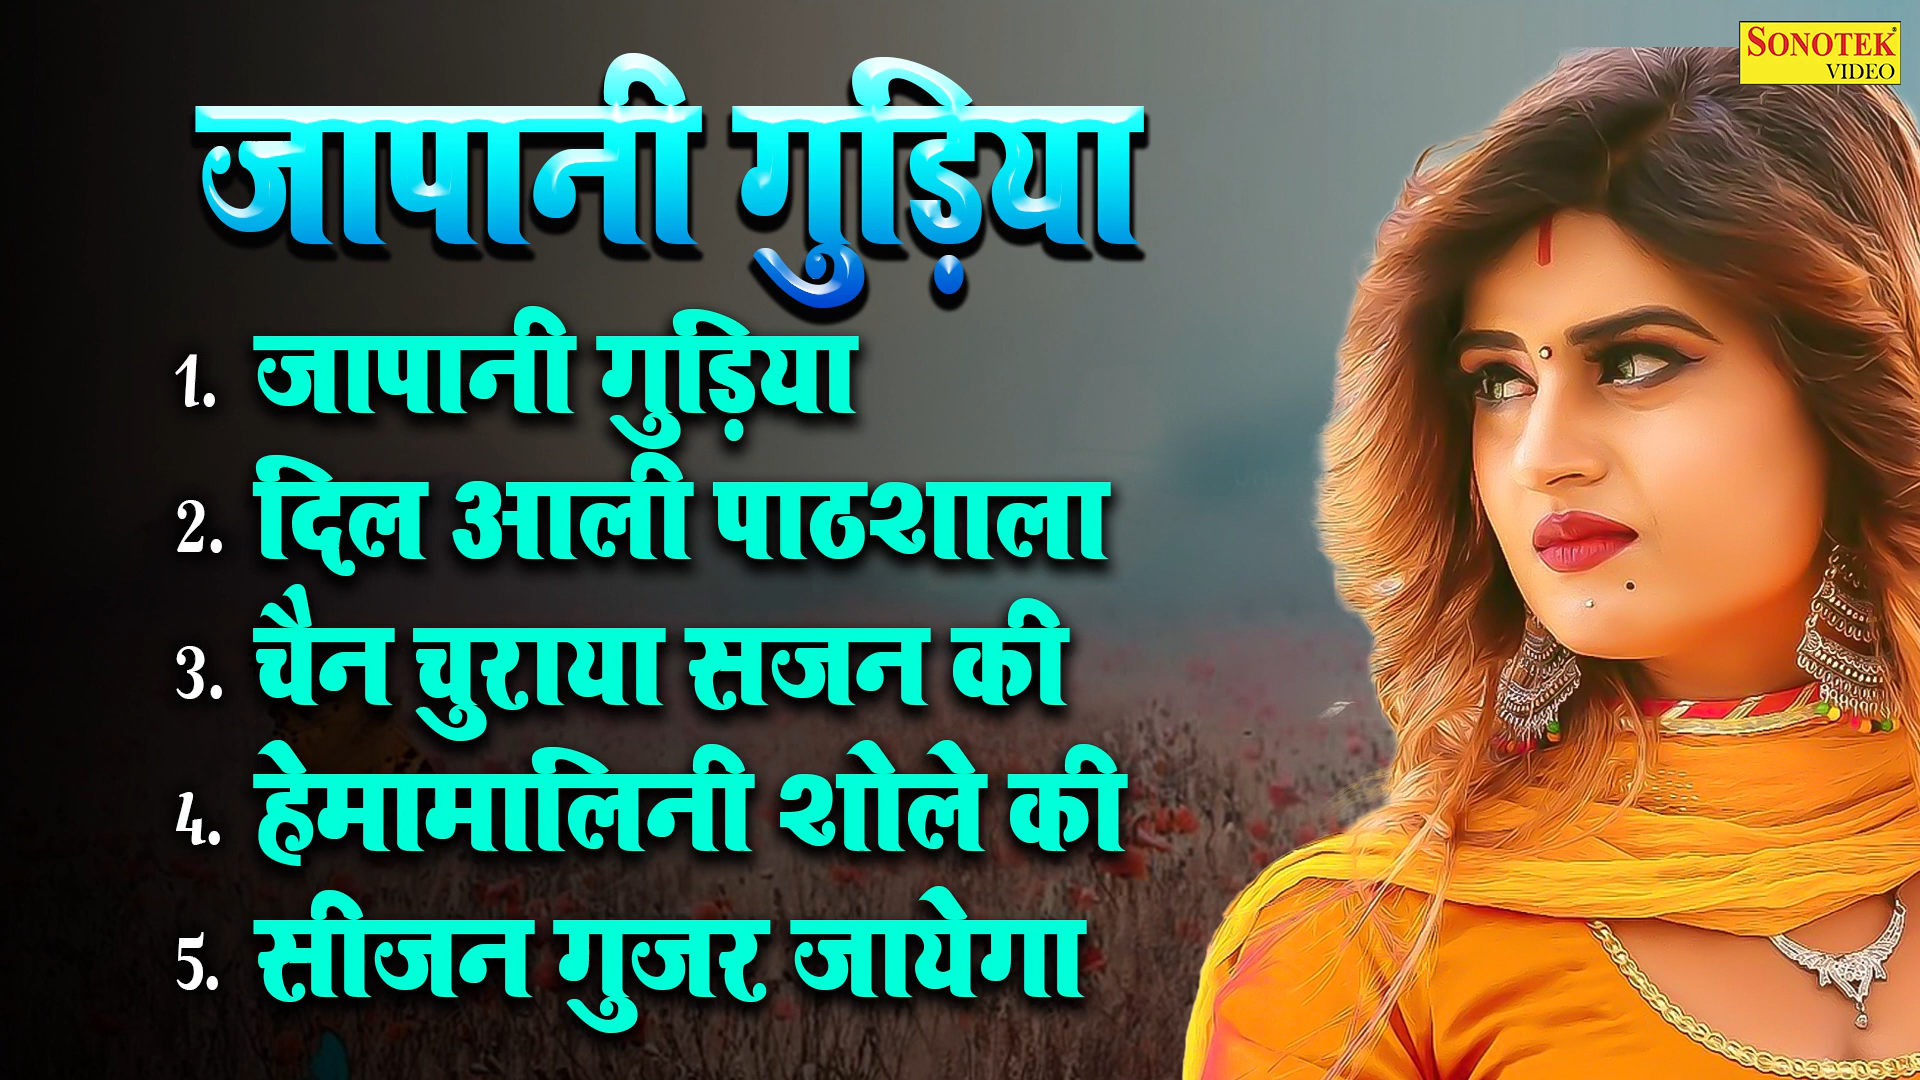 SONOTEK
VIDEO
जापानी गुड़िया
1. जापानी गुड़िया
2. दिल आली पाठशाला
3. चैन चुराया सजन की
4. हेमामालिनी शोले की
5. सीजन गुजर जायेगा